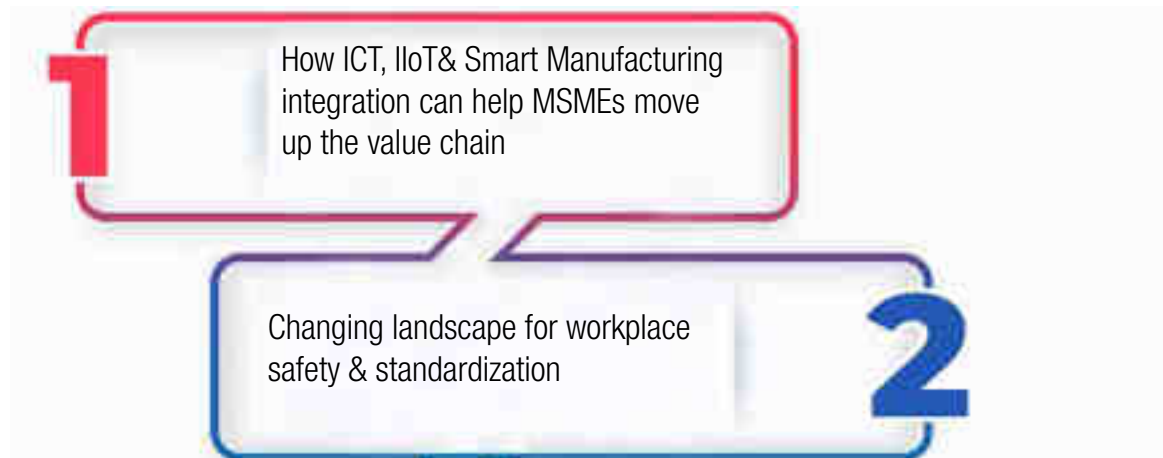 1
How ICT, IIoT& Smart Manufacturing
integration can help MSMEs move
up the value chain
Changing landscape for workplace
safety & standardization
2